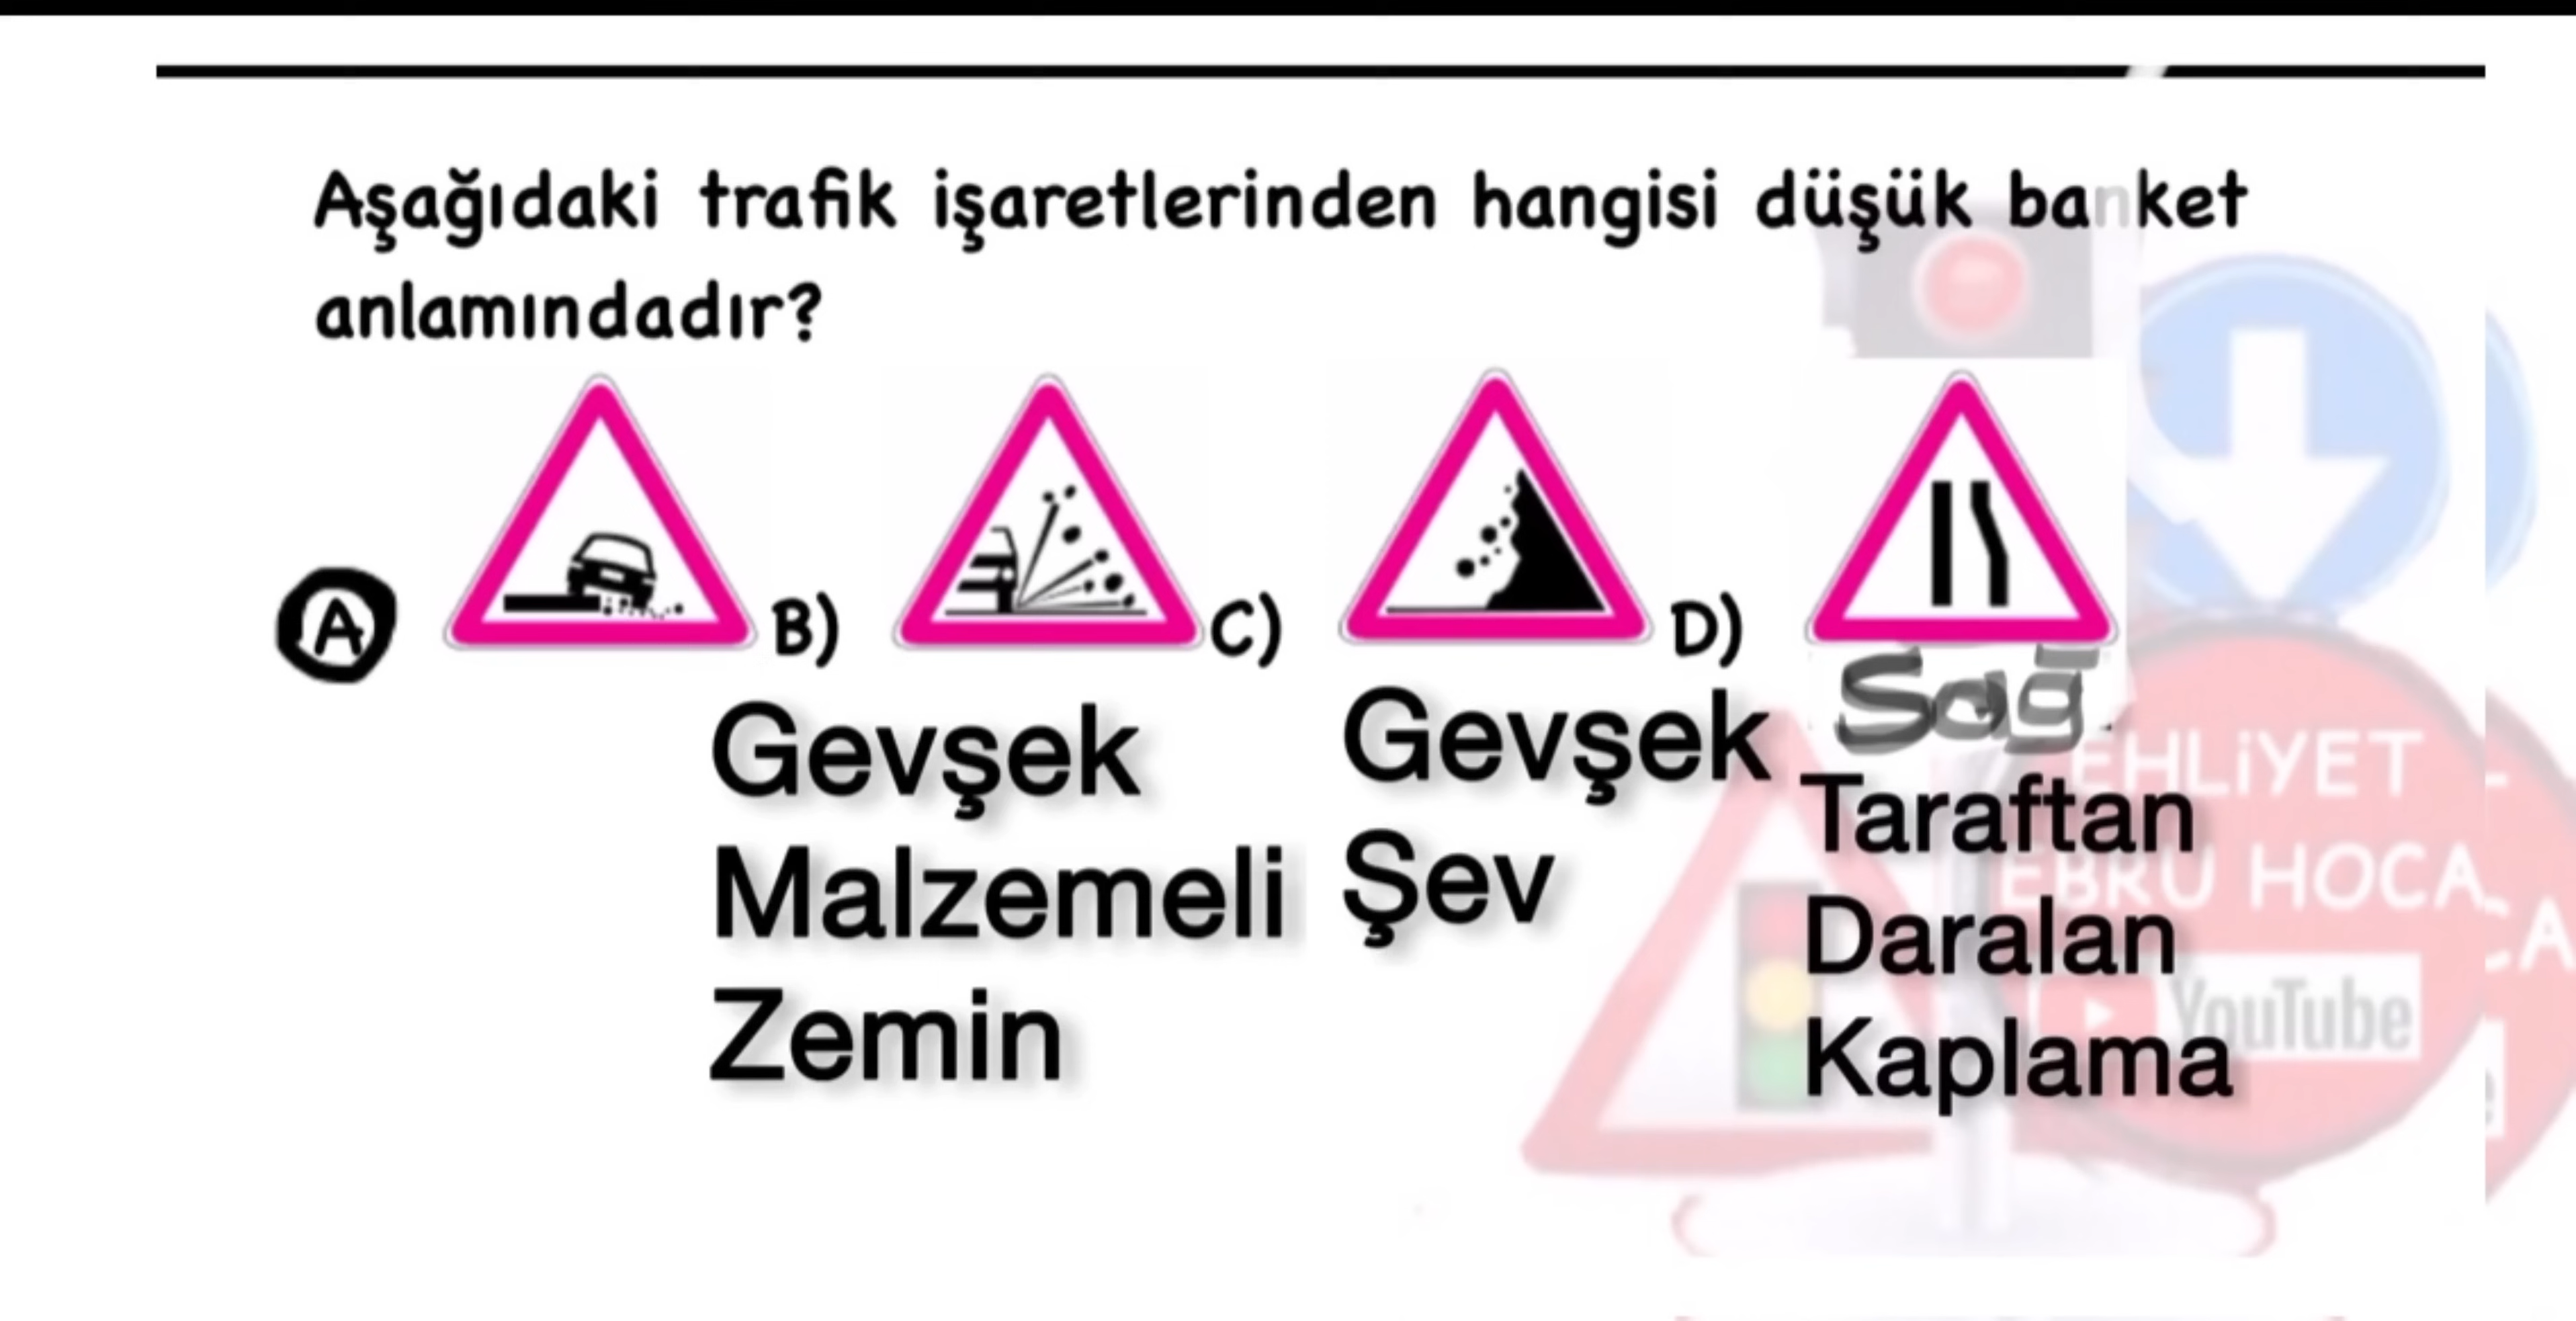 Aşağıdaki trafik işaretlerinden hangisi düşük banket
anlamındadır?
A B) C) D)
Gevşek
Malzemeli
Zemin
Gevşek
Şev
Sağ
Taraftan
Daralan
Kaplama
EHLİYET
EBRU HOCA
YouTube